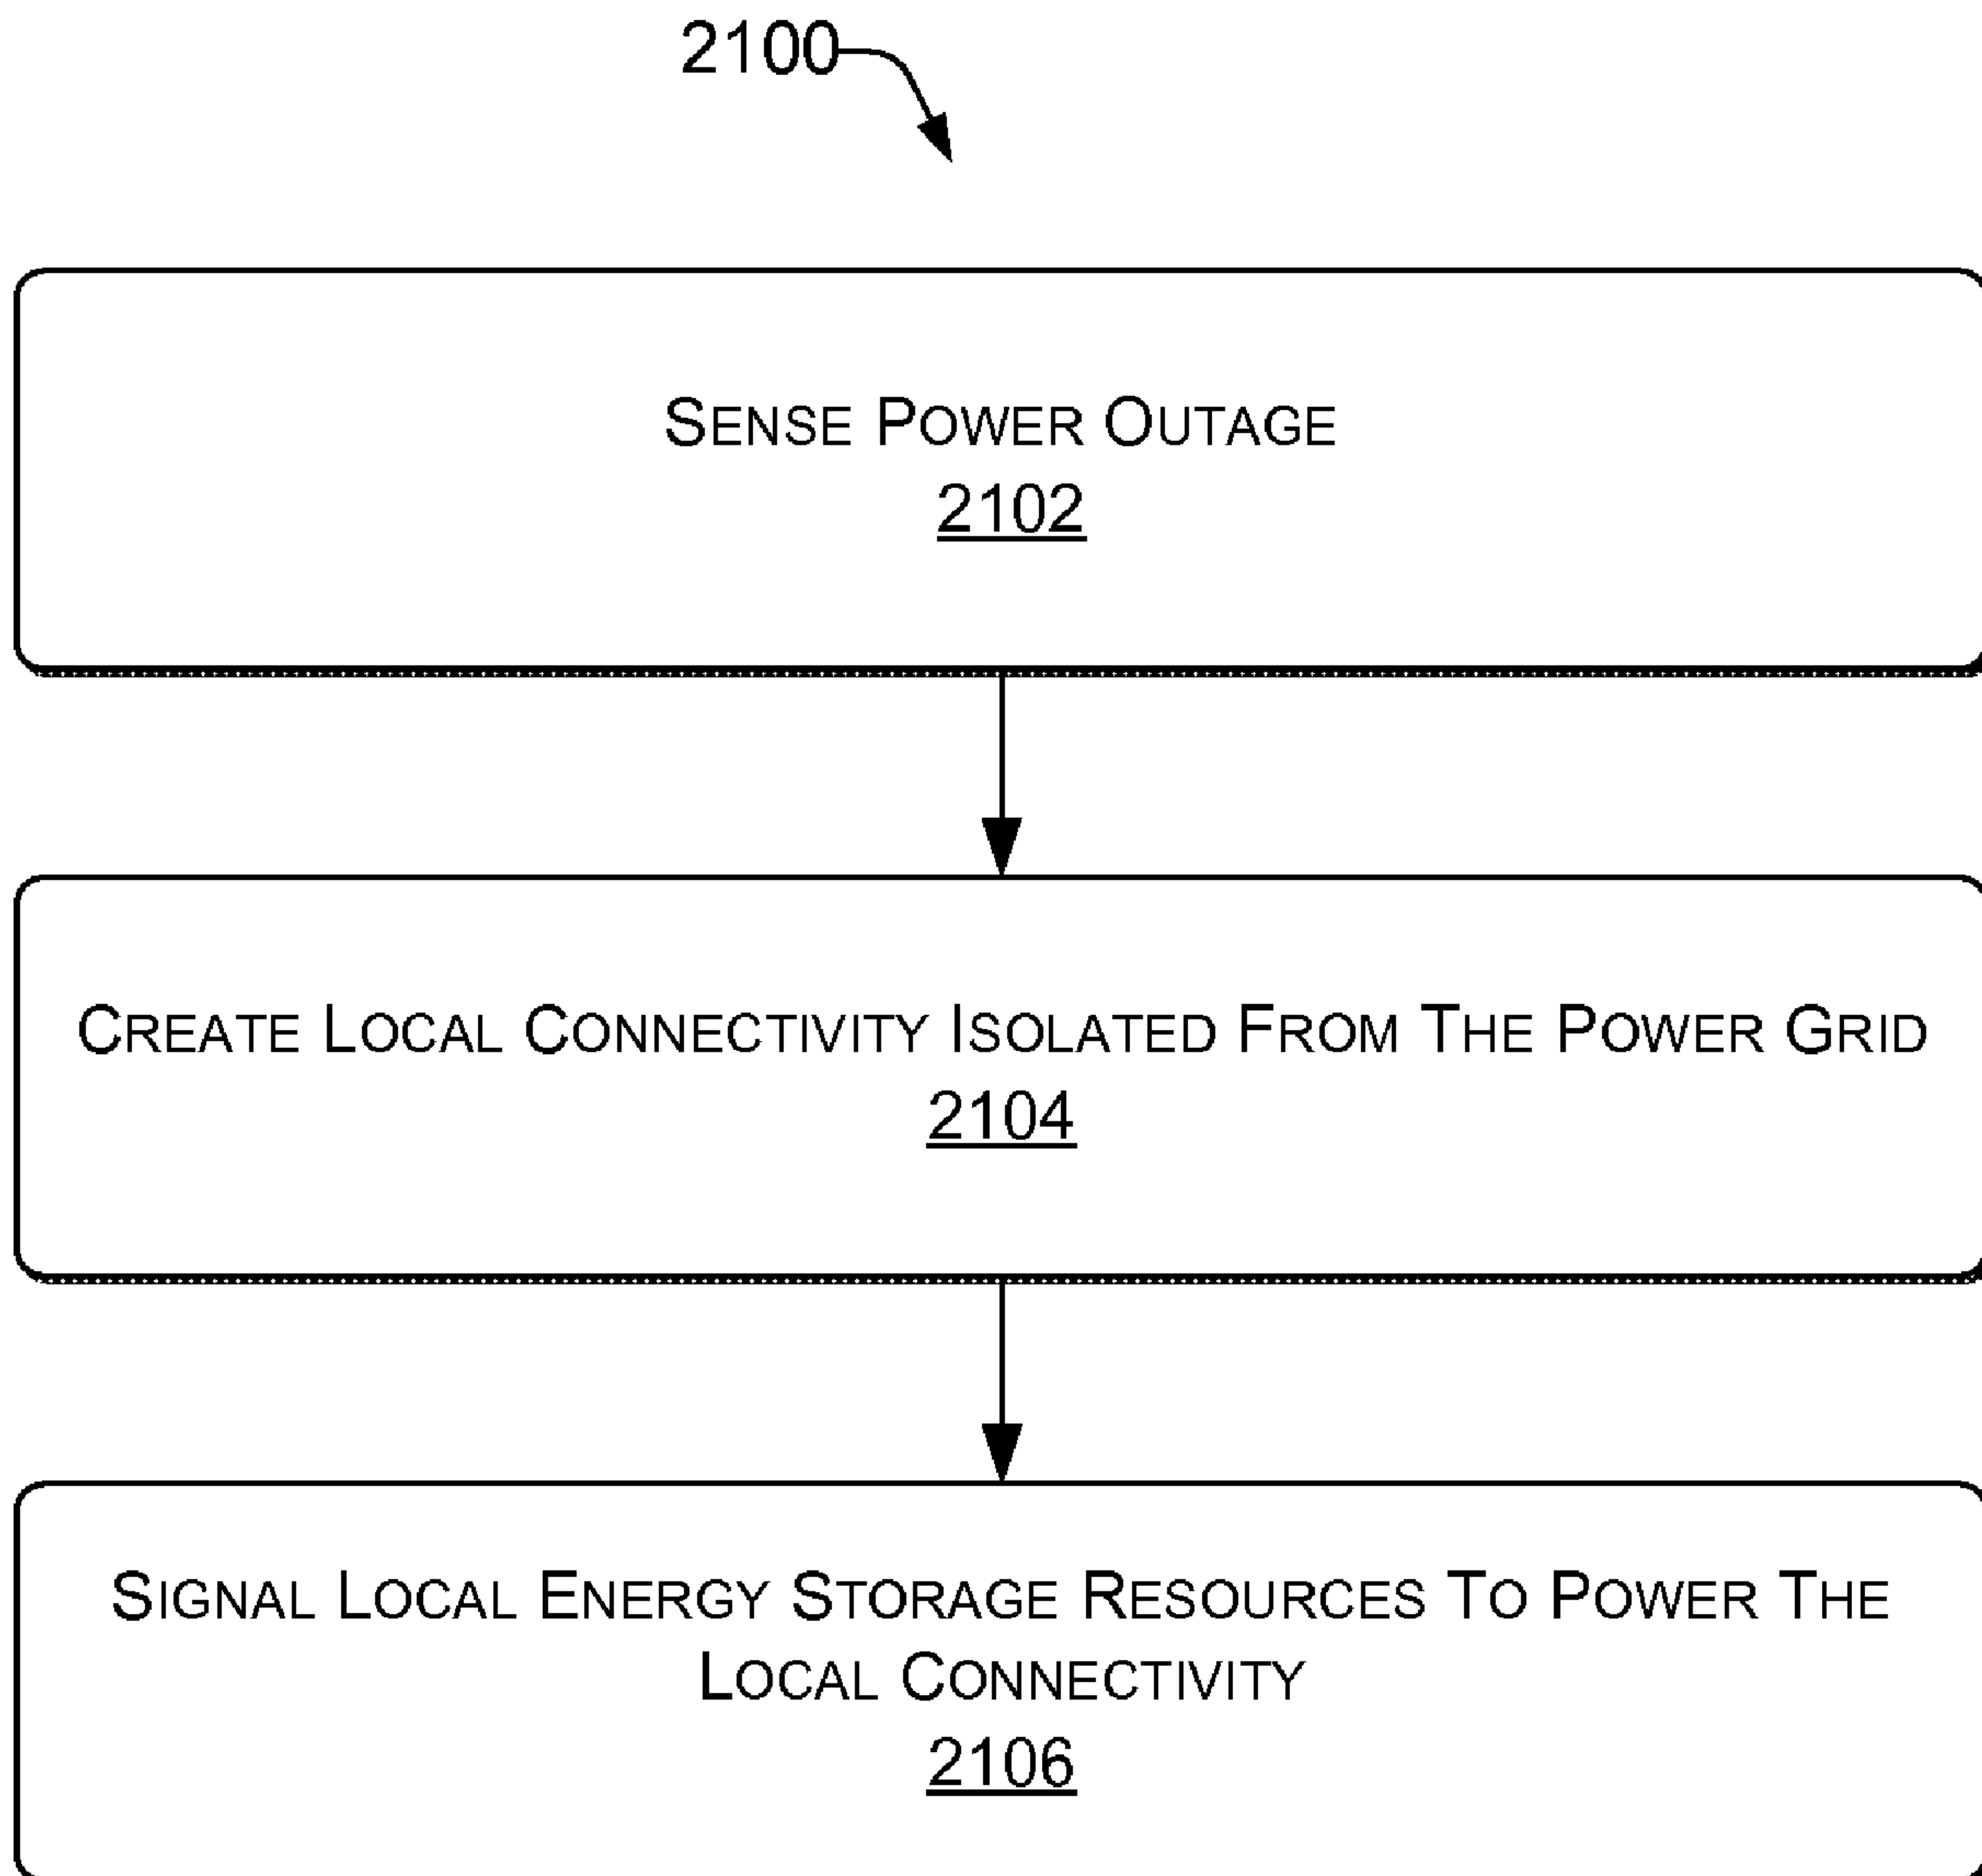 2100
Sense Power Outage
2102
Create Local Connectivity Isolated From The Power Grid
2104
Signal Local Energy Storage Resources To Power The
Local Connectivity
2106